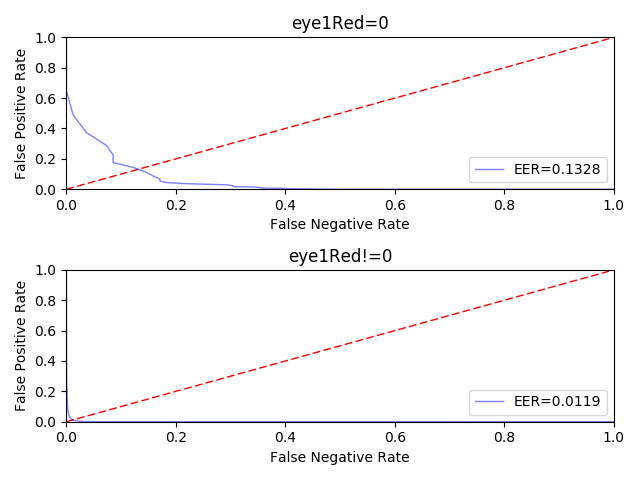 eye1Red=0
False Positive Rate
1.0
0.8
0.6
0.4
0.2
0.0
EER=0.1328
0.0 0.2 0.4 0.6 0.8 1.0
False Negative Rate
eye1Red!=0
False Positive Rate
1.0
0.8
0.6
0.4
0.2
0.0
EER=0.0119
0.0 0.2 0.4 0.6 0.8 1.0
False Negative Rate